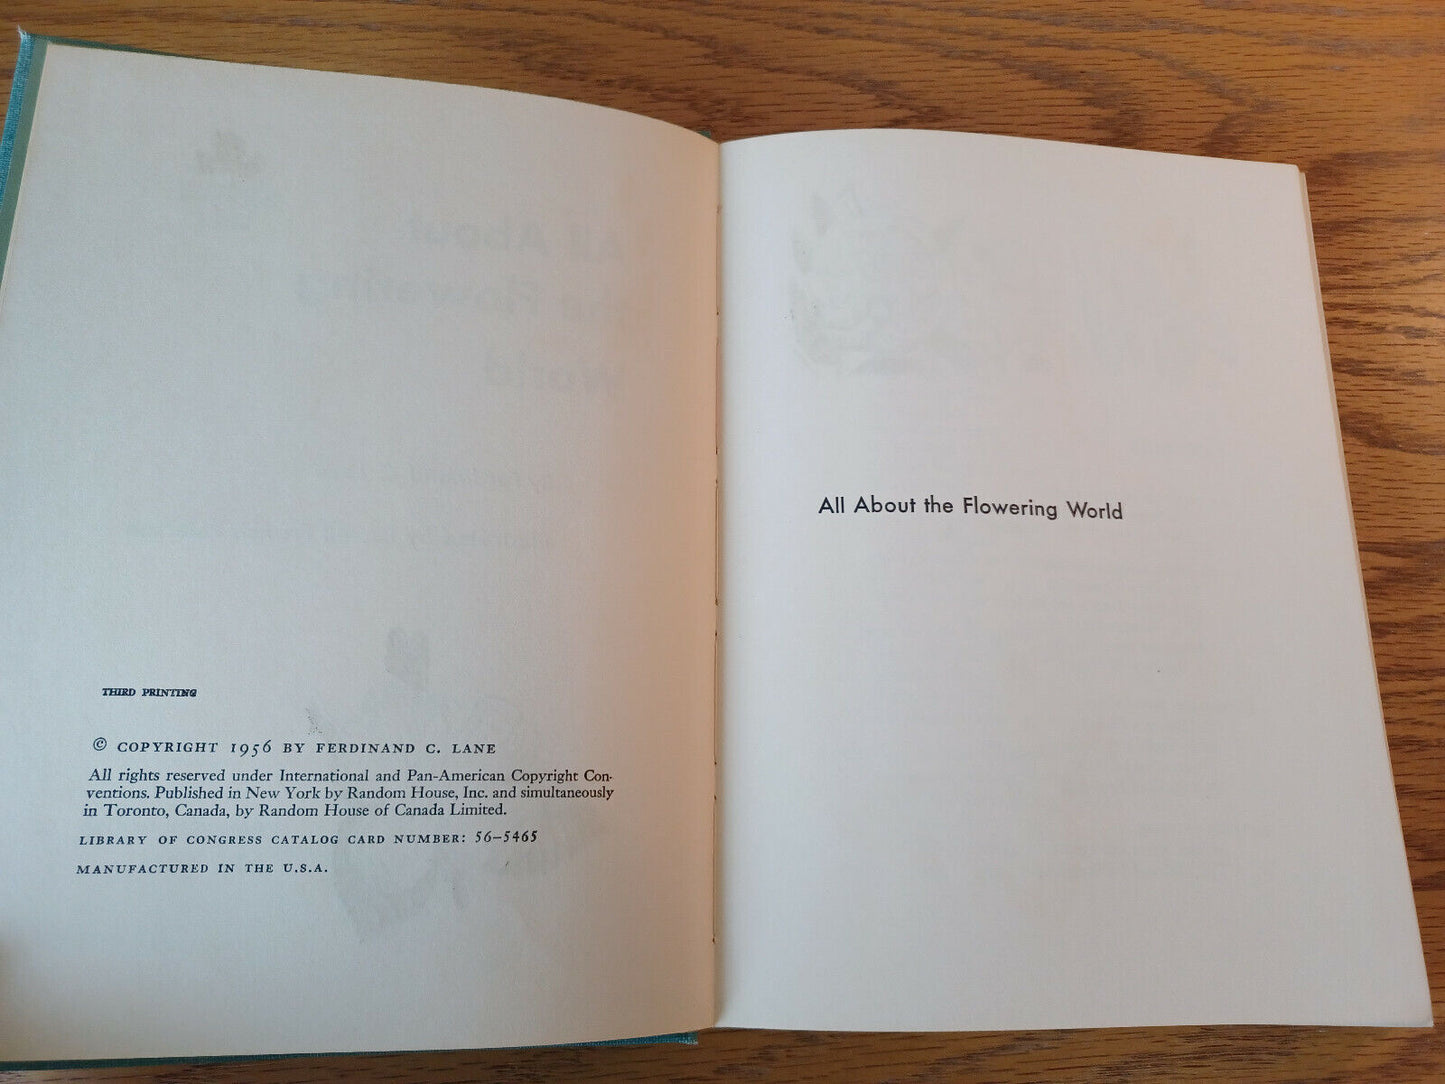 THIRD PRINTING
© COPYRIGHT 1956 BY FERDINAND C. LANE
All rights reserved under International and Pan-American Copyright Con-
ventions. Published in New York by Random House, Inc. and simultaneously
in Toronto, Canada, by Random House of Canada Limited.
LIBRARY OF CONGRESS CATALOG CARD NUMBER: 56–5465
MANUFACTURED IN THE U.S.A.
All About the Flowering World